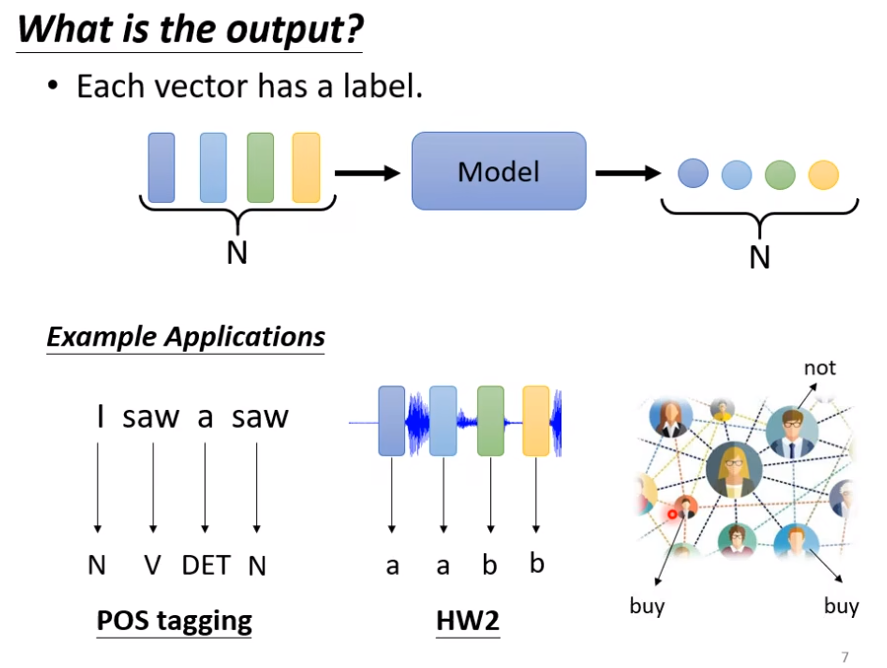 What is the output?
• Each vector has a label.
Model
N
N
Example Applications
I saw a saw
N V DET N
POS tagging
a a b b
HW2
not
buy
buy
7